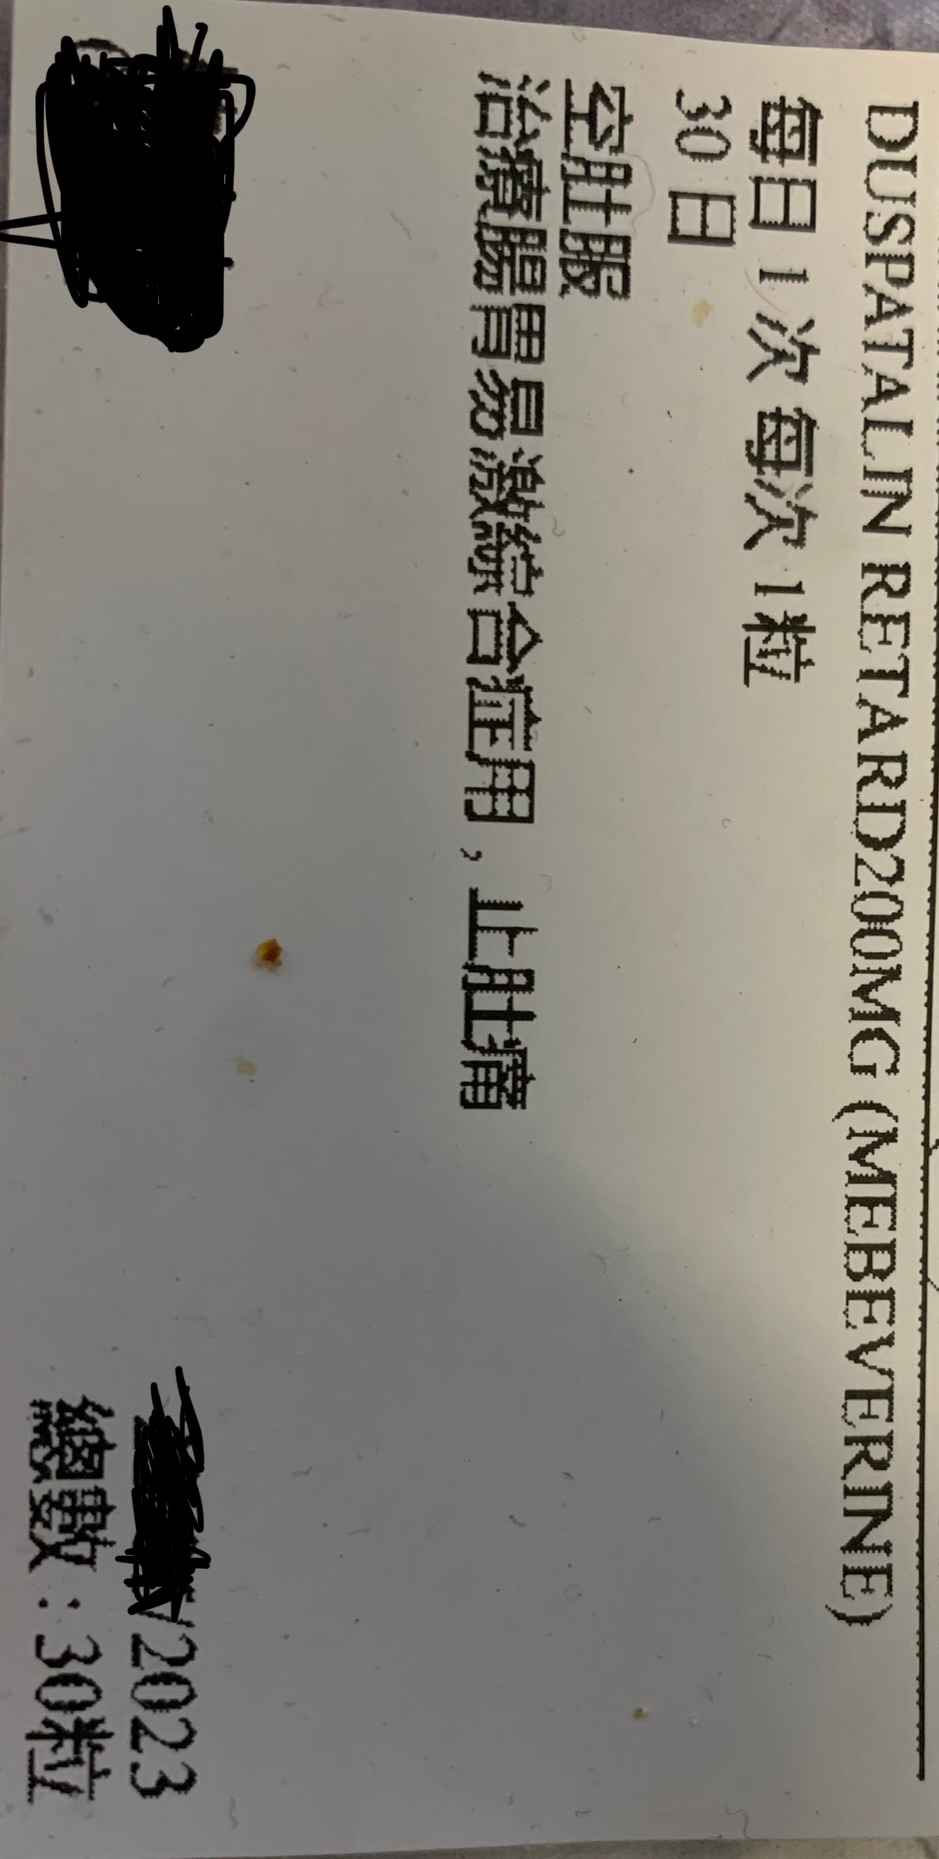 DUSPATALIN RETARD200MG (MEBEVERINE)
每日 1 次 每次 1粒
30 日
空肚服
治療腸胃易激綜合症用，止肚痛
/2023
總數：30粒